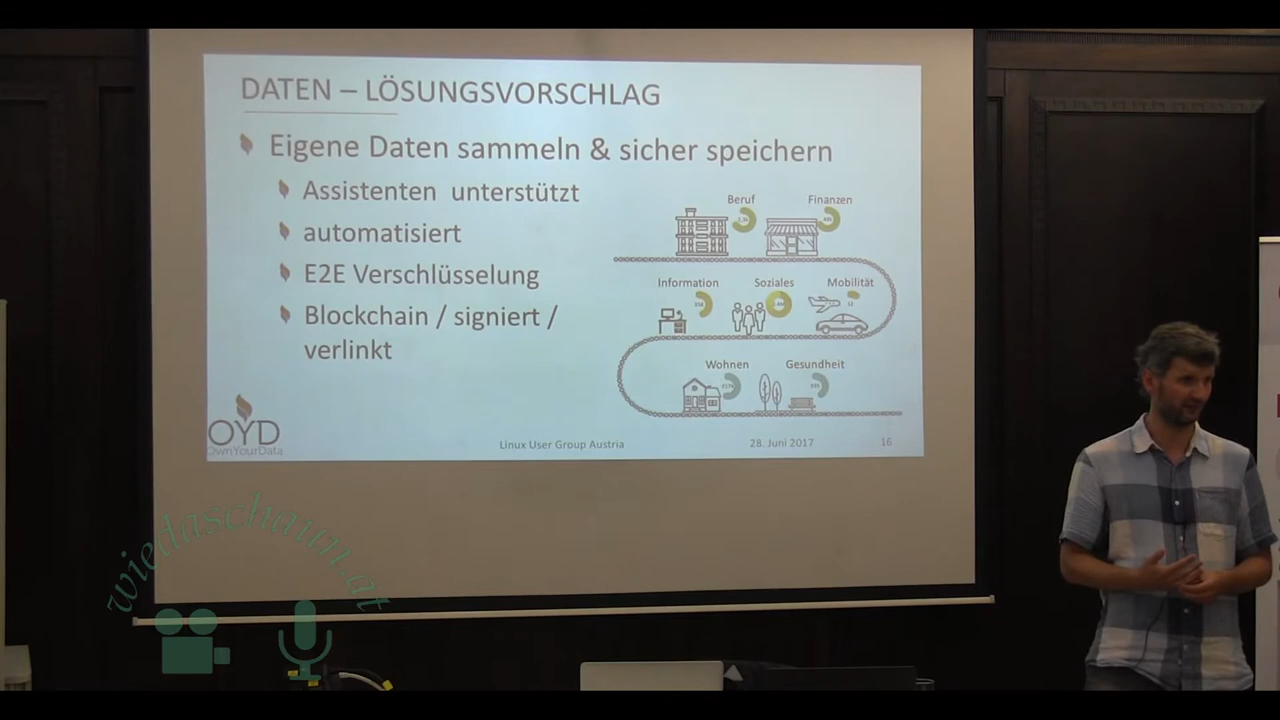 DATEN – LÖSUNGSVORSCHLAG
Eigene Daten sammeln & sicher speichern
Assistenten unterstützt
automatisiert
E2E Verschlüsselung
Blockchain / signiert /
verlinkt
Beruf
Finanzen
Information
Soziales
Mobilität
Wohnen
Gesundheit
OYD
OwnYourData
Linux User Group Austria
28. Juni 2017
16
wiedaschaun.at